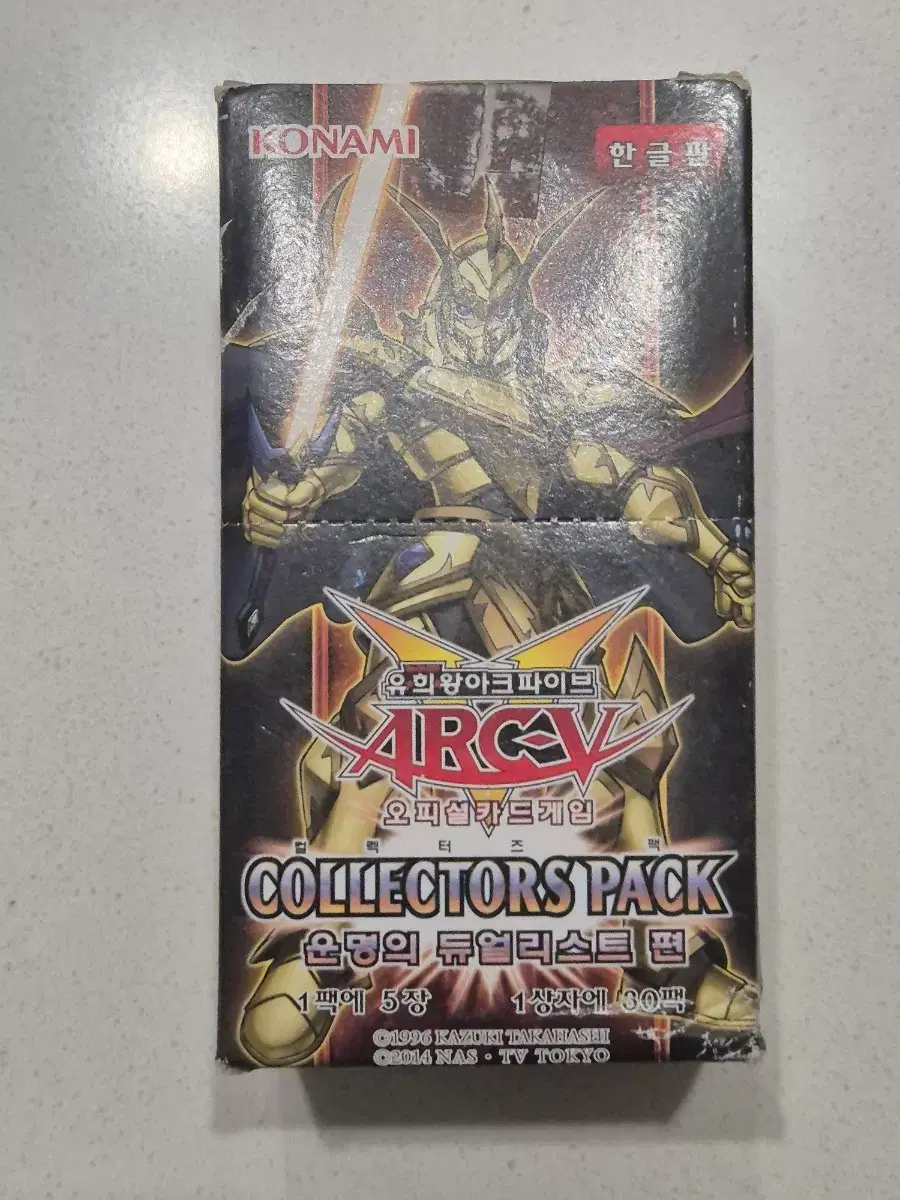 KONAMI
한글판
유희왕아크파이브
ARC-V
오피셜카드게임
컬렉터즈 팩
COLLECTORS PACK
운명의 듀얼리스트 편
1팩에 5장 1상자에 30팩
©1996 KAZUKI TAKAHASHI
©2014 NAS・TV TOKYO